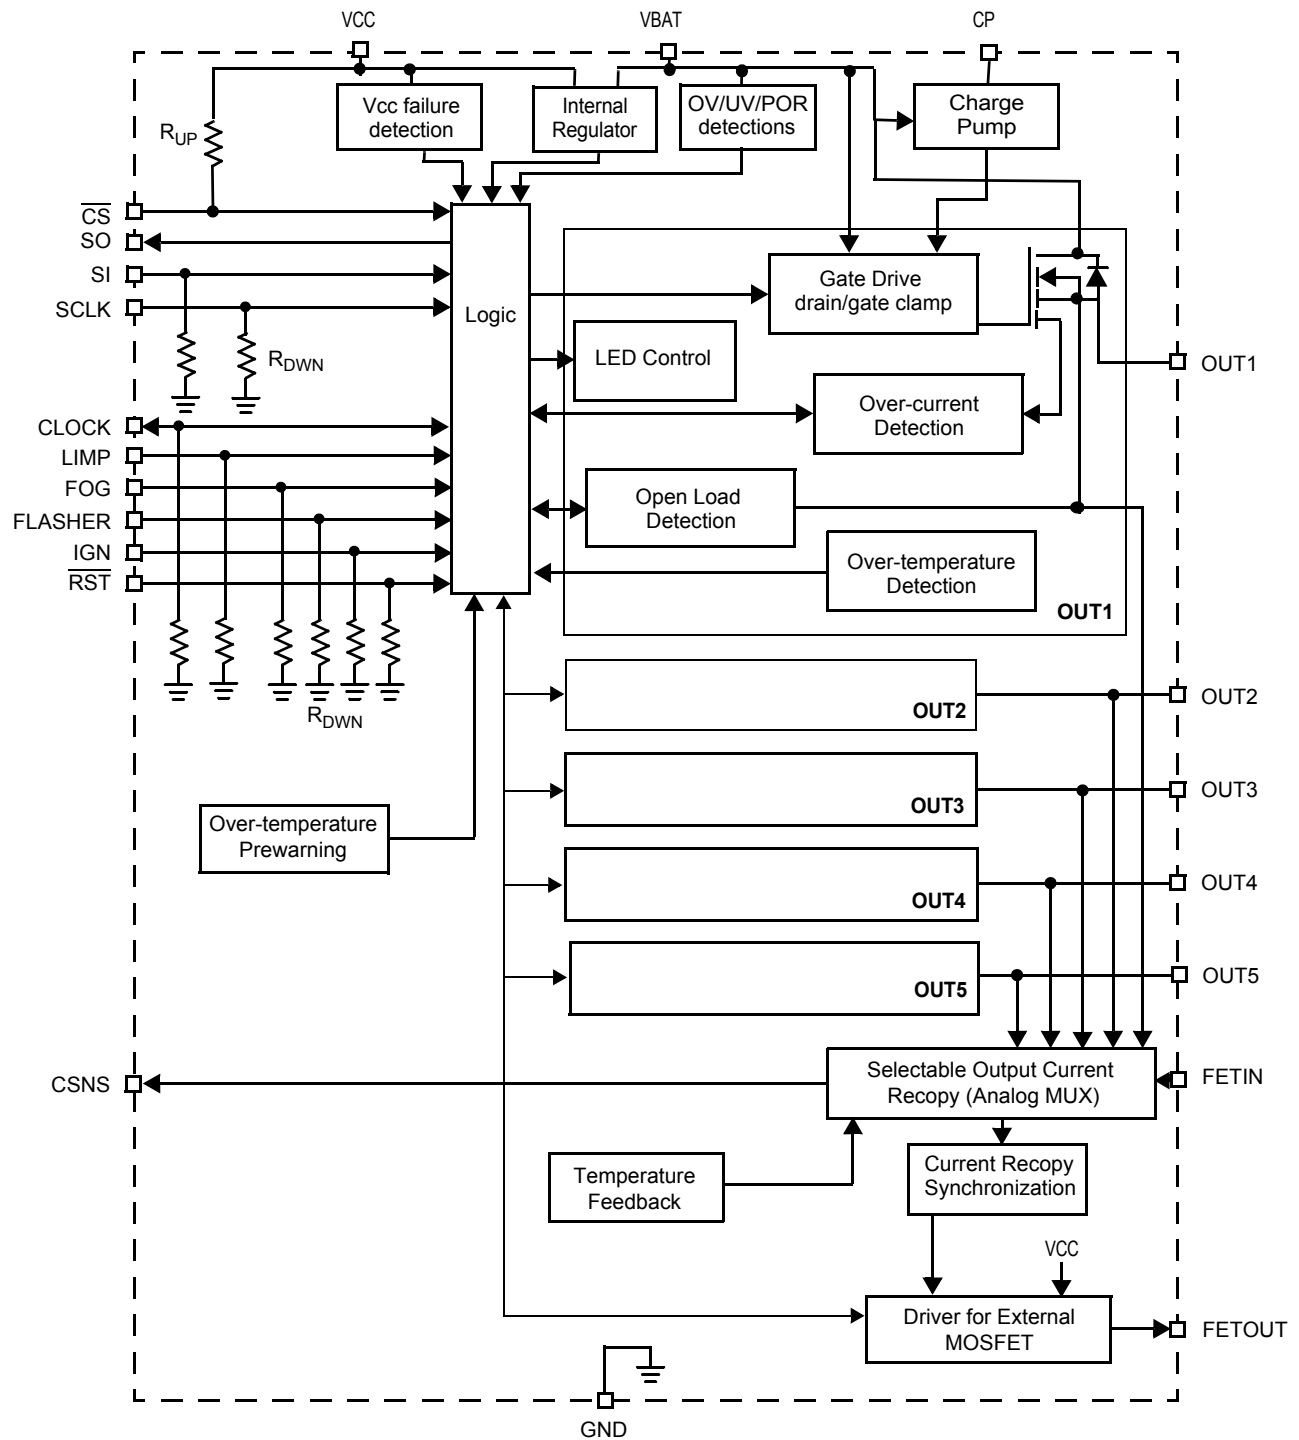 VCC
VBAT
CP
Vcc failure
detection
Internal
Regulator
OV/UV/POR
detections
Charge
Pump
RUP
CS
SO
SI
SCLK
RDWN
Logic
Gate Drive
drain/gate clamp
LED Control
OUT1
Over-current
Detection
CLOCK
LIMP
FOG
FLASHER
IGN
RST
Open Load
Detection
Over-temperature
Detection
OUT1
RDWN
OUT2
OUT2
OUT3
OUT3
Over-temperature
Prewarning
OUT4
OUT4
OUT5
OUT5
CSNS
Selectable Output Current
Recopy (Analog MUX)
FETIN
Temperature
Feedback
Current Recopy
Synchronization
VCC
Driver for External
MOSFET
FETOUT
GND